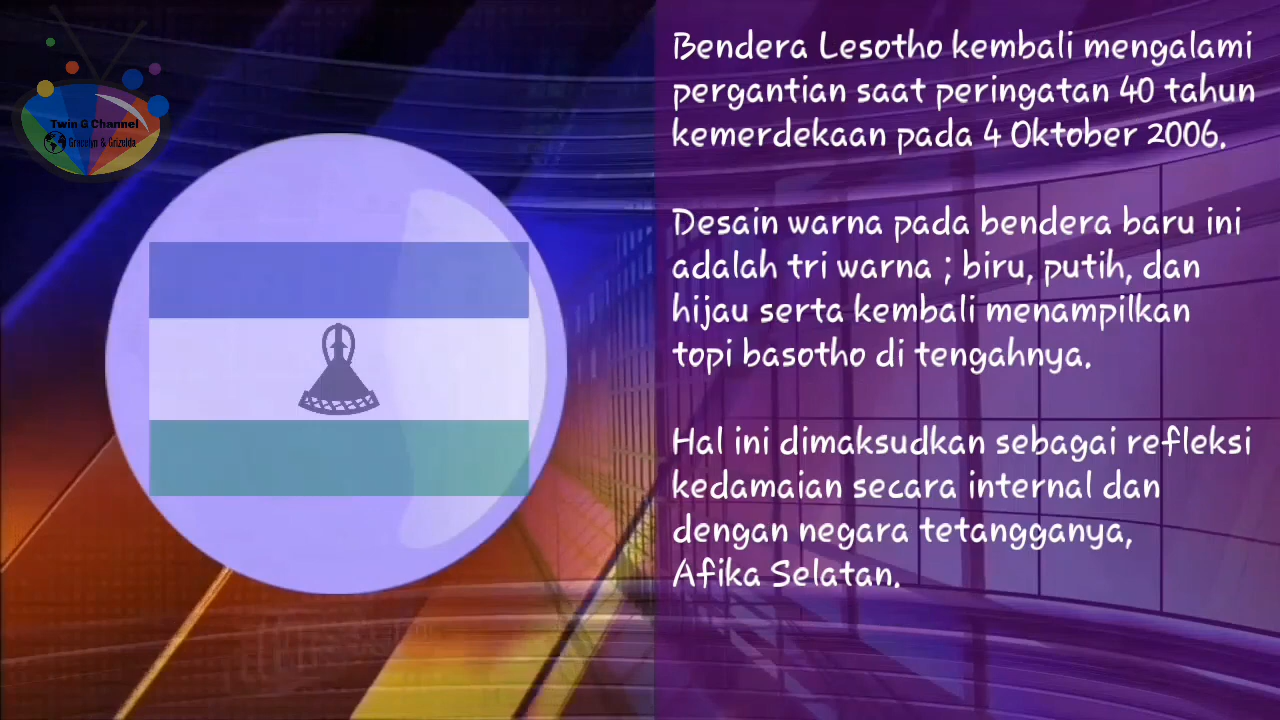 Twin G Channel
Gracelyn & Grizelda
Bendera Lesotho kembali mengalami
pergantian saat peringatan 40 tahun
kemerdekaan pada 4 Oktober 2006.
Desain warna pada bendera baru ini
adalah tri warna ; biru, putih, dan
hijau serta kembali menampilkan
topi basotho di tengahnya.
Hal ini dimaksudkan sebagai refleksi
kedamaian secara internal dan
dengan negara tetangganya,
Afika Selatan.